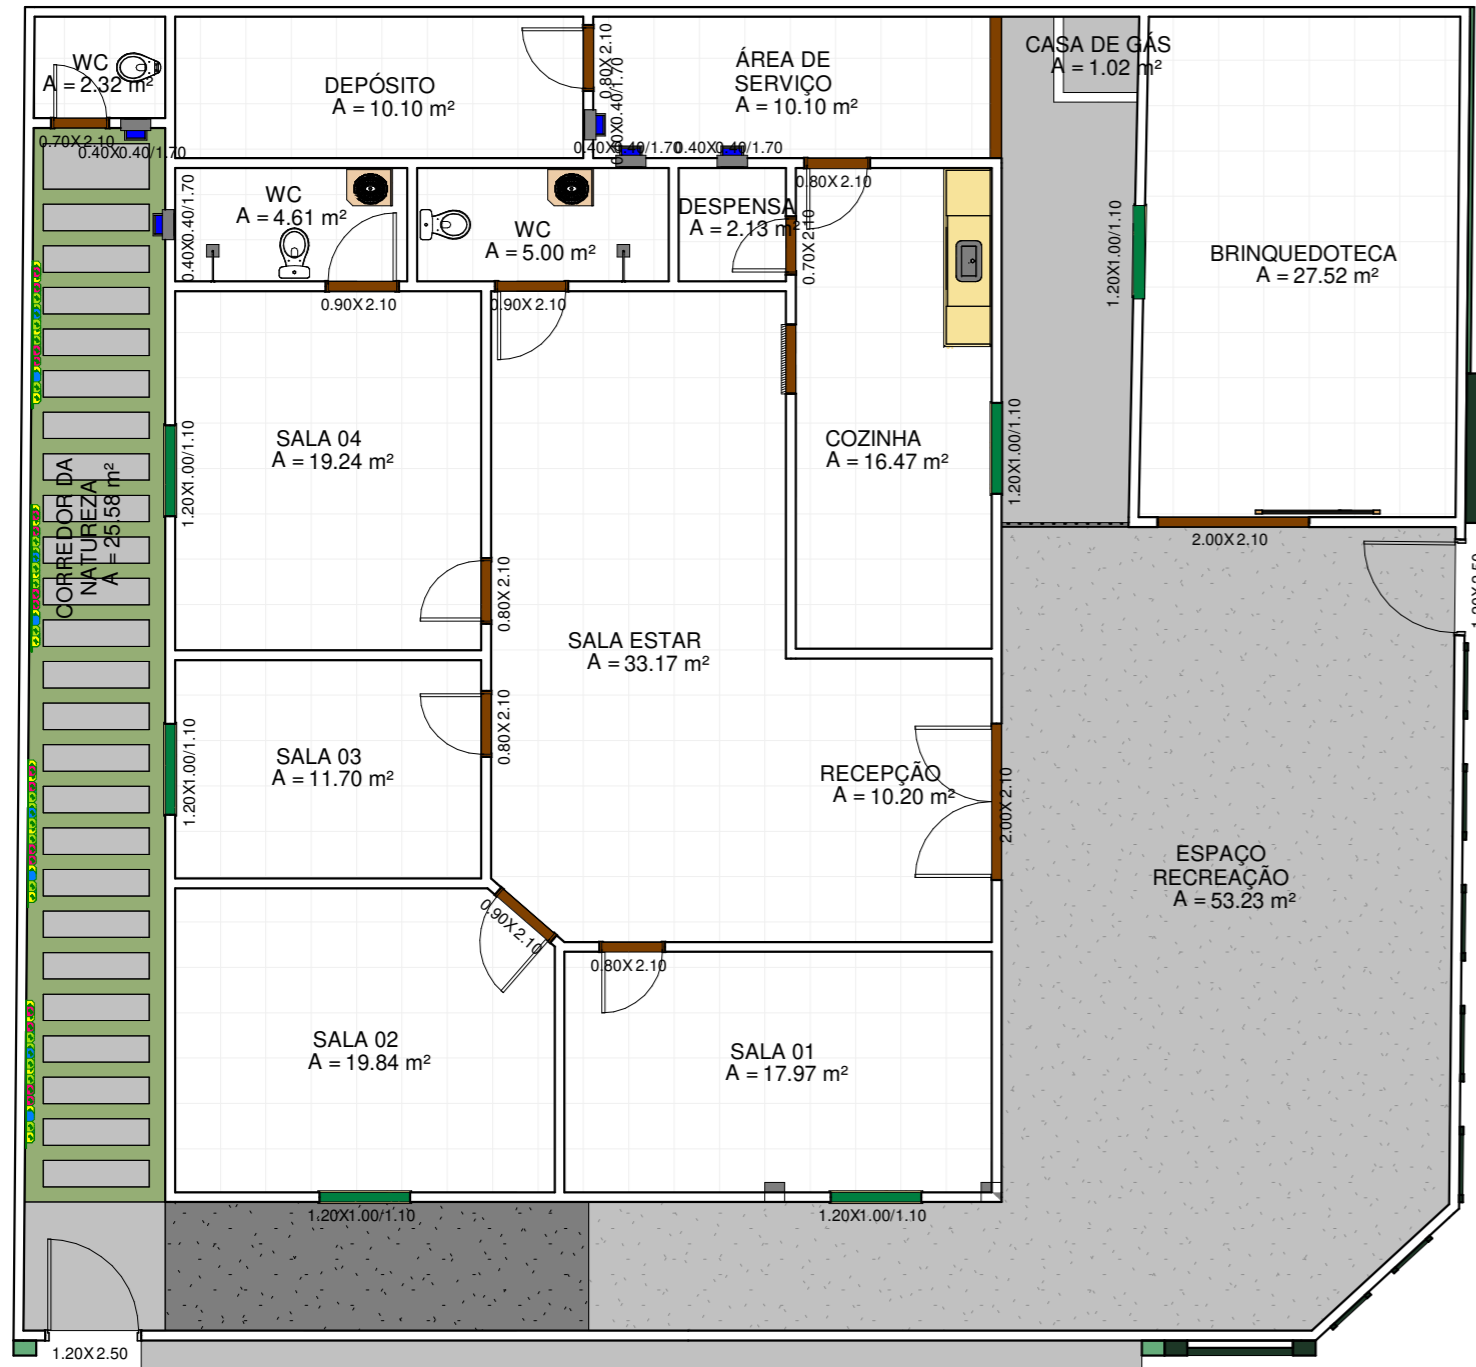 WC
A = 2.32 m²
0.70X2.10
0.40X0.40/1.70
DEPÓSITO
A = 10.10 m²
0.80X2.10
0.40X0.40/1.70
ÁREA DE
SERVIÇO
A = 10.10 m²
0.40X0.40/1.70
0.40X0.40/1.70
0.80X2.10
CASA DE GÁS
A = 1.02 m²
WC
A = 4.61 m²
0.40X0.40/1.70
0.90X2.10
WC
A = 5.00 m²
0.90X2.10
DESPENSA
A = 2.13 m²
0.70X2.10
1.20X1.00/1.10
BRINQUEDOTECA
A = 27.52 m²
2.00X2.10
1.20X2.50
CORREDOR DA
NATUREZA
A = 25.58 m²
SALA 04
A = 19.24 m²
1.20X1.00/1.10
0.80X2.10
COZINHA
A = 16.47 m²
1.20X1.00/1.10
SALA ESTAR
A = 33.17 m²
SALA 03
A = 11.70 m²
1.20X1.00/1.10
0.80X2.10
RECEPÇÃO
A = 10.20 m²
2.00X2.10
ESPAÇO
RECREAÇÃO
A = 53.23 m²
0.90X2.10
0.80X2.10
SALA 02
A = 19.84 m²
1.20X1.00/1.10
SALA 01
A = 17.97 m²
1.20X1.00/1.10
1.20X2.50